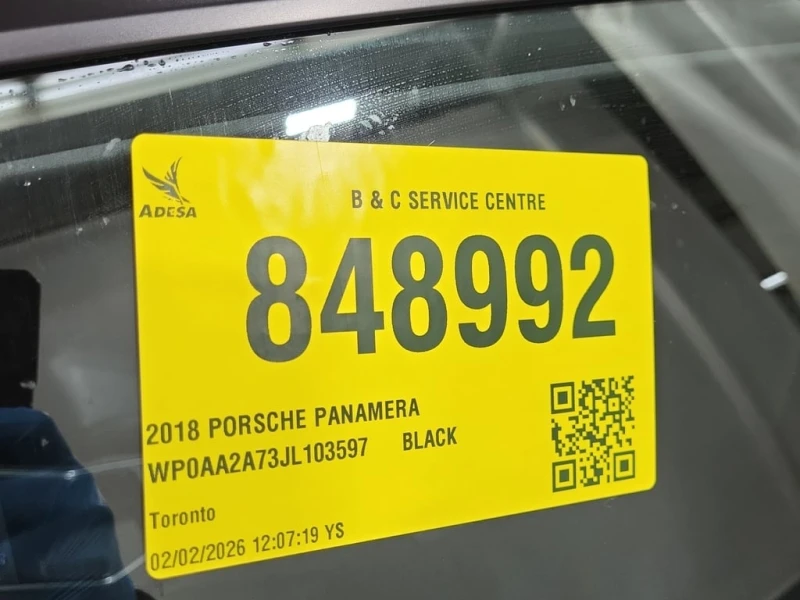 ADESA
B & C SERVICE CENTRE
848992
2018 PORSCHE PANAMERA
WP0AA2A73JL103597 BLACK
Toronto
02/02/2026 12:07:19 YS